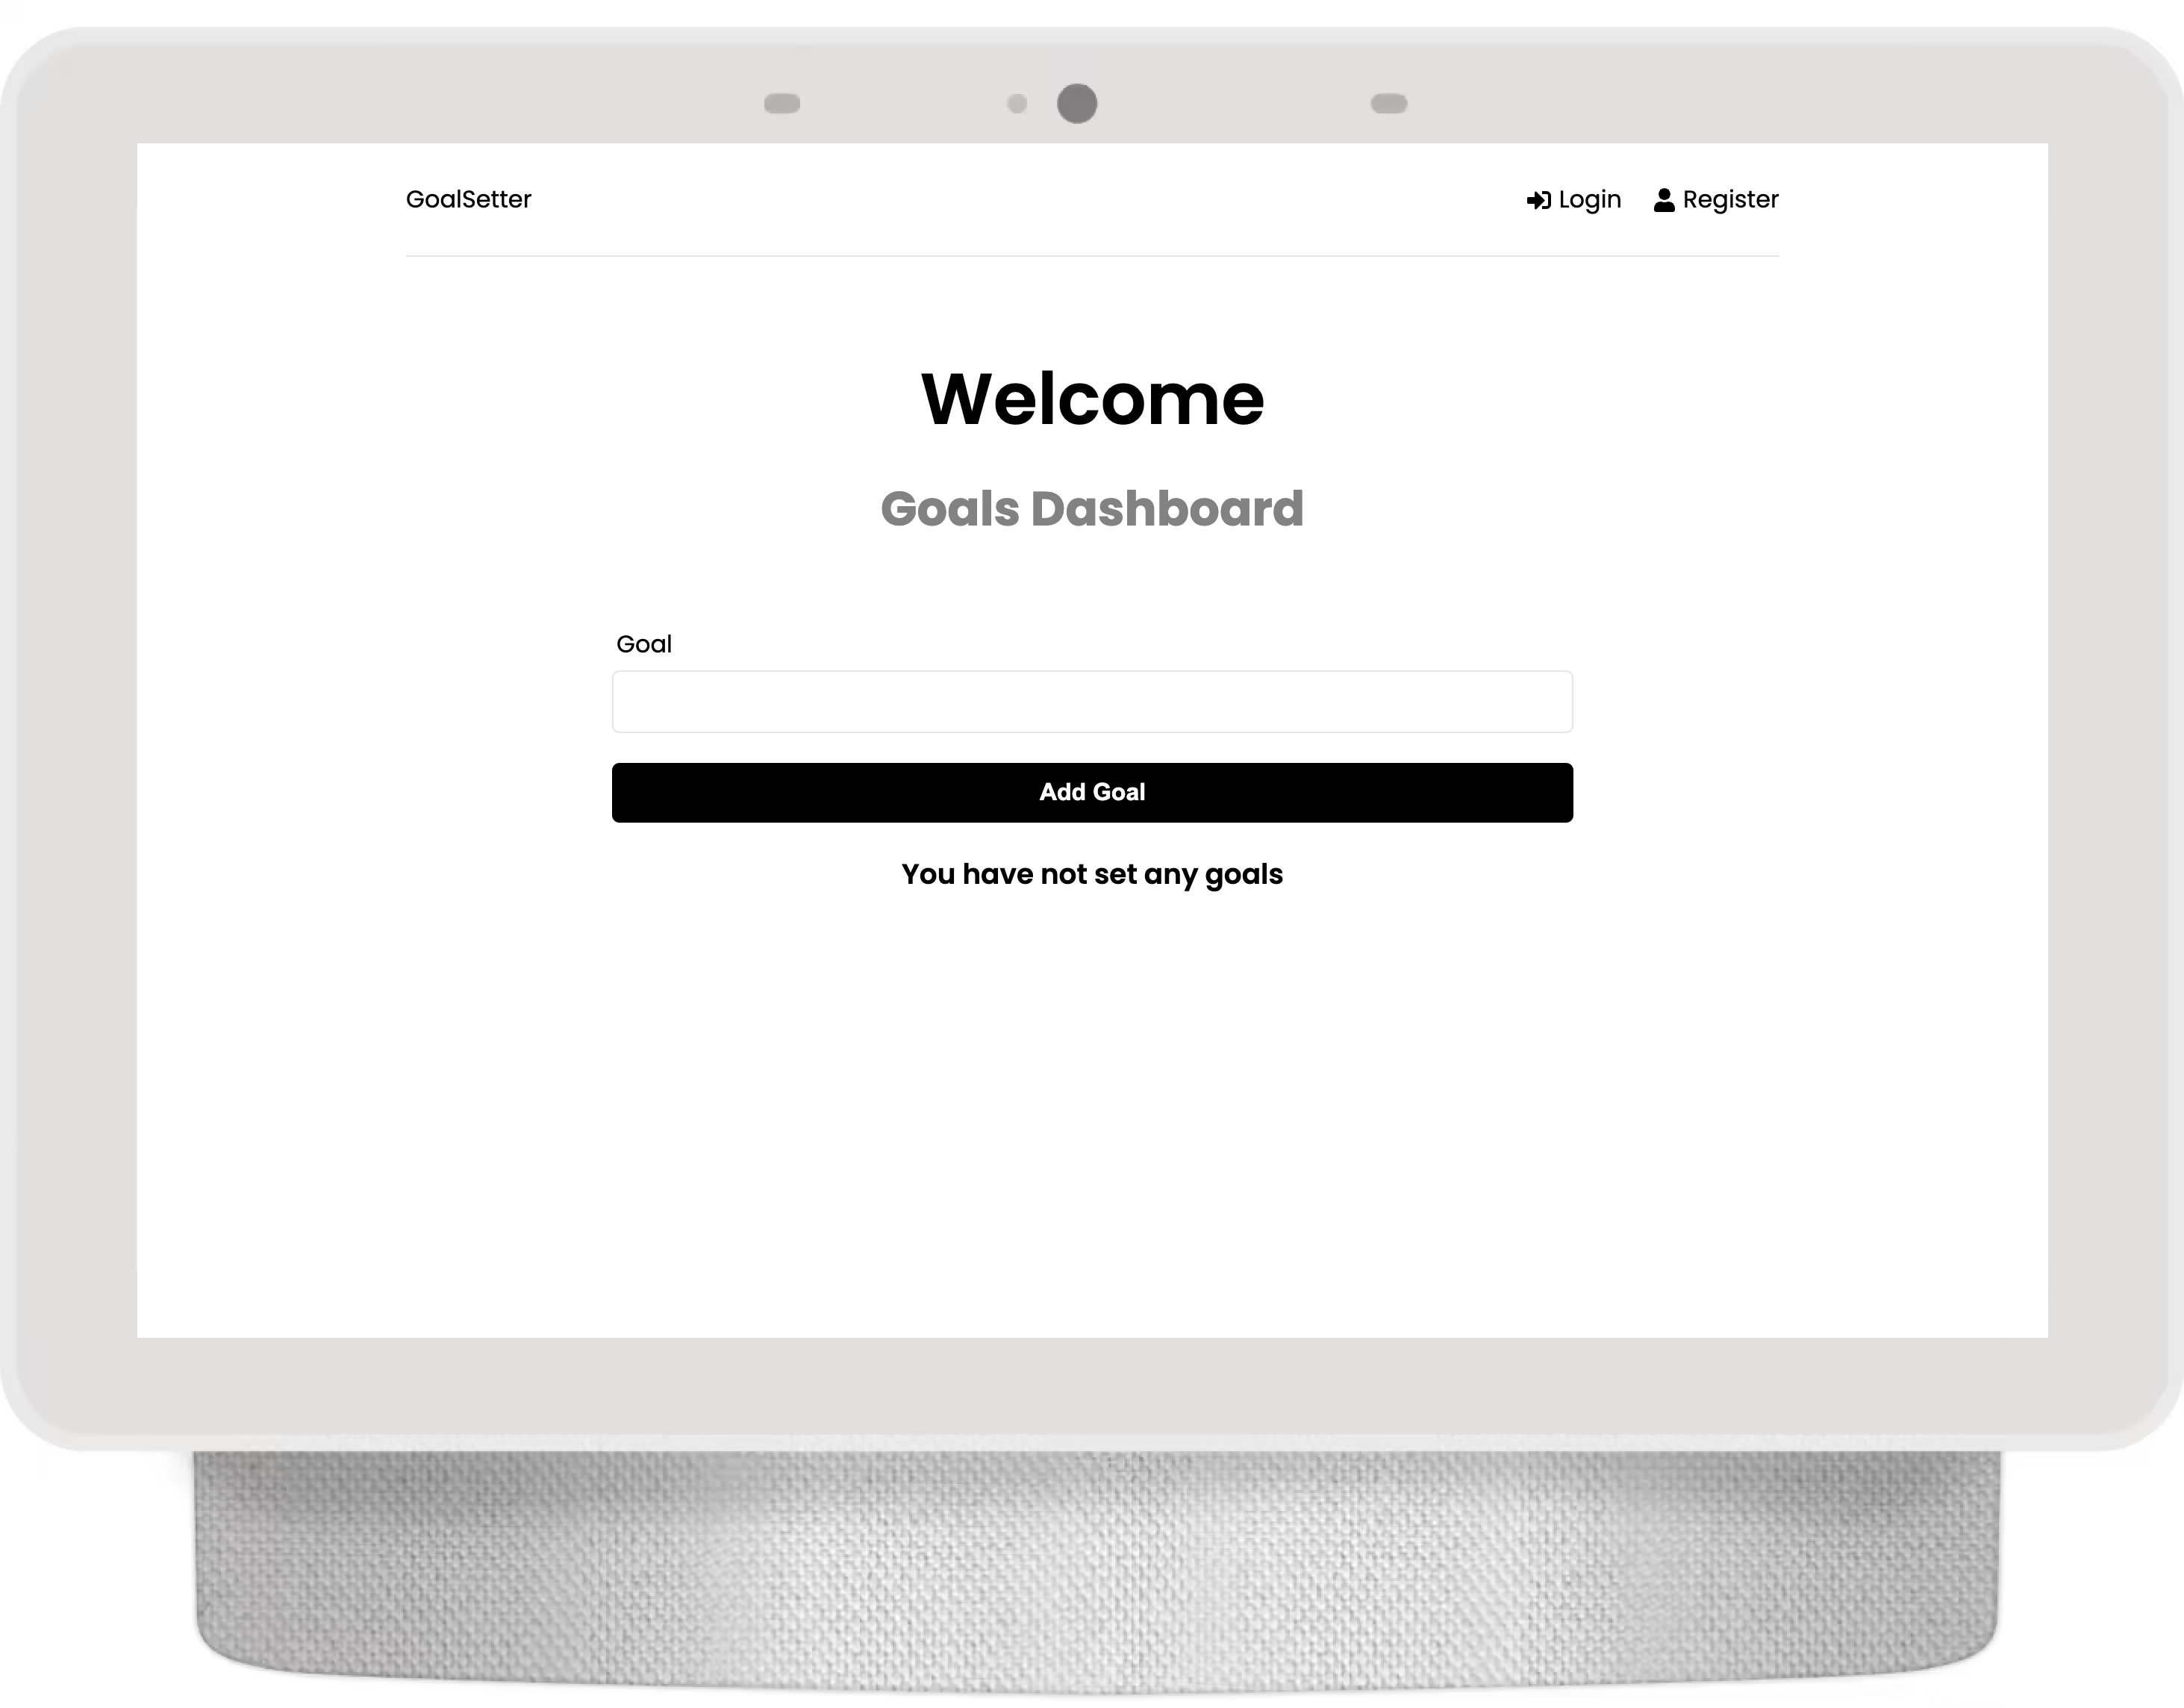 GoalSetter
Login
Register
Welcome
Goals Dashboard
Goal
Add Goal
You have not set any goals